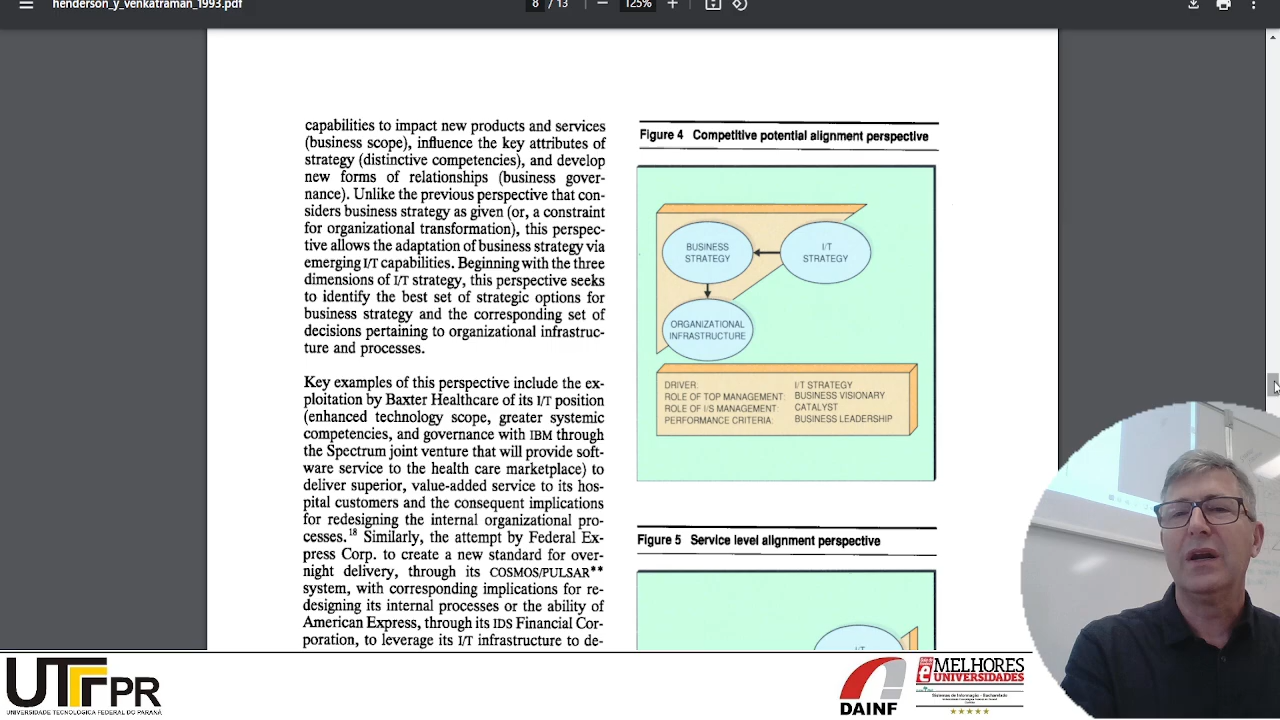 henderson_y_venkatraman_1993.pdf
8 / 13
125%
capabilities to impact new products and services
(business scope), influence the key attributes of
strategy (distinctive competencies), and develop
new forms of relationships (business gover-
nance). Unlike the previous perspective that con-
siders business strategy as given (or, a constraint
for organizational transformation), this perspec-
tive allows the adaptation of business strategy via
emerging I/T capabilities. Beginning with the three
dimensions of I/T strategy, this perspective seeks
to identify the best set of strategic options for
business strategy and the corresponding set of
decisions pertaining to organizational infrastruc-
ture and processes.
Key examples of this perspective include the ex-
ploitation by Baxter Healthcare of its I/T position
(enhanced technology scope, greater systemic
competencies, and governance with IBM through
the Spectrum joint venture that will provide soft-
ware service to the health care marketplace) to
deliver superior, value-added service to its hos-
pital customers and the consequent implications
for redesigning the internal organizational pro-
cesses.18 Similarly, the attempt by Federal Ex-
press Corp. to create a new standard for over-
night delivery, through its COSMOS/PULSAR**
system, with corresponding implications for re-
designing its internal processes or the ability of
American Express, through its IDS Financial Cor-
poration, to leverage its I/T infrastructure to de-
Figure 4 Competitive potential alignment perspective
BUSINESS
STRATEGY
I/T
STRATEGY
ORGANIZATIONAL
INFRASTRUCTURE
DRIVER: I/T STRATEGY
ROLE OF TOP MANAGEMENT: BUSINESS VISIONARY
ROLE OF I/S MANAGEMENT: CATALYST
PERFORMANCE CRITERIA: BUSINESS LEADERSHIP
Figure 5 Service level alignment perspective
I/T
UTFPR
UNIVERSIDADE TECNOLÓGICA FEDERAL DO PARANÁ
DAINF
MELHORES
UNIVERSIDADES
Sistemas de Informação - Bacharelado